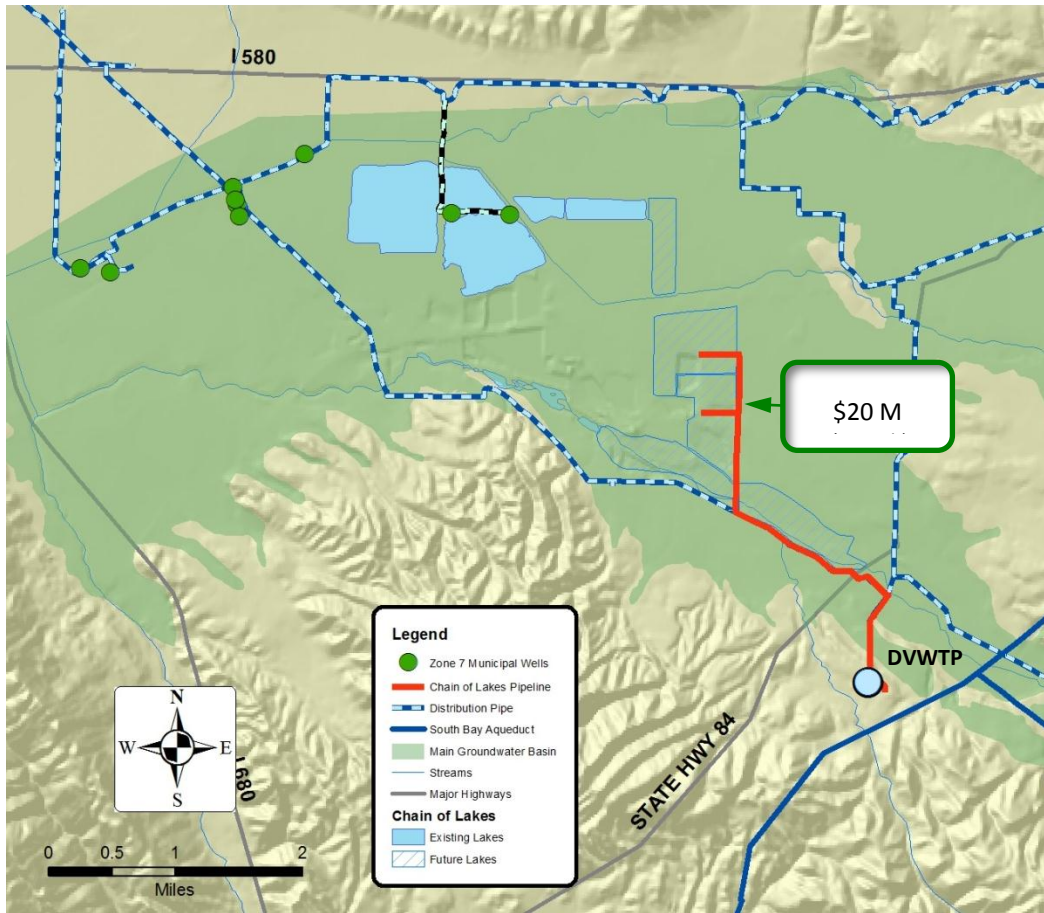 I 580
$20 M
DVWTP
STATE HWY 84
I 680
N
W E
S
0 0.5 1 2
Miles
Legend
Zone 7 Municipal Wells
Chain of Lakes Pipeline
Distribution Pipe
South Bay Aqueduct
Main Groundwater Basin
Streams
Major Highways
Chain of Lakes
Existing Lakes
Future Lakes